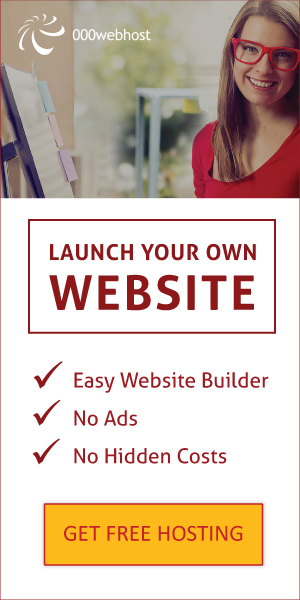 000webhost
LAUNCH YOUR OWN
WEBSITE
Easy Website Builder
No Ads
No Hidden Costs
GET FREE HOSTING